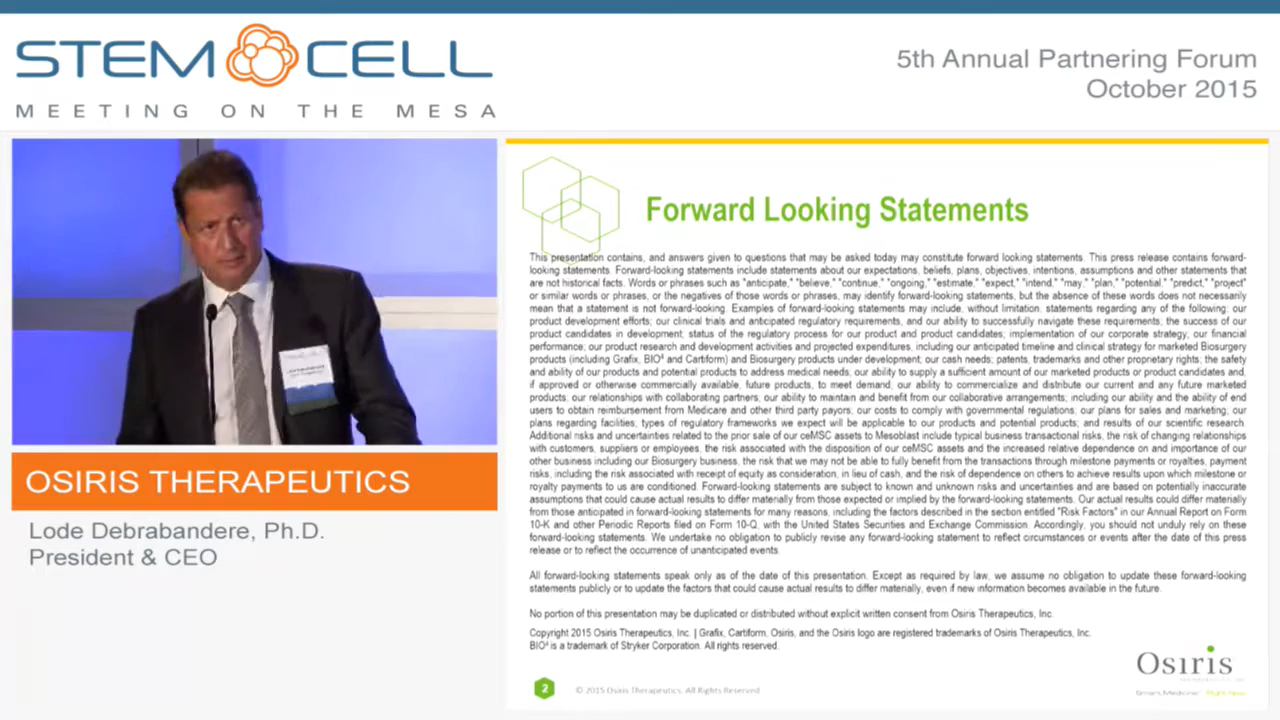 STEM CELL
MEETING ON THE MESA
5th Annual Partnering Forum
October 2015
OSIRIS THERAPEUTICS
Lode Debrabandere, Ph.D.
President & CEO
Forward Looking Statements
This presentation contains, and answers given to questions that may be asked today may constitute forward looking statements. This press release contains forward-
looking statements. Forward-looking statements include statements about our expectations, beliefs, plans, objectives, intentions, assumptions and other statements that
are not historical facts. Words or phrases such as "anticipate," "believe," "continue," "ongoing," "estimate," "expect," "intend," "may," "plan," "potential," "predict," "project"
or similar words or phrases, or the negatives of those words or phrases, may identify forward-looking statements, but the absence of these words does not necessarily
mean that a statement is not forward-looking. Examples of forward-looking statements may include, without limitation, statements regarding any of the following: our
product development efforts; our clinical trials and anticipated regulatory requirements, and our ability to successfully navigate these requirements; the success of our
product candidates in development; status of the regulatory process for our product and product candidates; implementation of our corporate strategy; our financial
performance; our product research and development activities and projected expenditures, including our anticipated timeline and clinical strategy for marketed Biosurgery
products (including Grafix, BIO⁴ and Cartiform) and Biosurgery products under development; our cash needs; patents, trademarks and other proprietary rights; the safety
and ability of our products and potential products to address medical needs; our ability to supply a sufficient amount of our marketed products or product candidates and,
if approved or otherwise commercially available, future products, to meet demand; our ability to commercialize and distribute our current and any future marketed
products; our relationships with collaborating partners; our ability to maintain and benefit from our collaborative arrangements; including our ability and the ability of end
users to obtain reimbursement from Medicare and other third party payors; our costs to comply with governmental regulations; our plans for sales and marketing; our
plans regarding facilities; types of regulatory frameworks we expect will be applicable to our products and potential products; and results of our scientific research.
Additional risks and uncertainties related to the prior sale of our ceMSC assets to Mesoblast include typical business transactional risks, the risk of changing relationships
with customers, suppliers or employees, the risk associated with the disposition of our ceMSC assets and the increased relative dependence on and importance of our
other business including our Biosurgery business, the risk that we may not be able to fully benefit from the transactions through milestone payments or royalties, payment
risks, including the risk associated with receipt of equity as consideration, in lieu of cash, and the risk of dependence on others to achieve results upon which milestone or
royalty payments to us are conditioned. Forward-looking statements are subject to known and unknown risks and uncertainties and are based on potentially inaccurate
assumptions that could cause actual results to differ materially from those expected or implied by the forward-looking statements. Our actual results could differ materially
from those anticipated in forward-looking statements for many reasons, including the factors described in the section entitled "Risk Factors" in our Annual Report on Form
10-K and other Periodic Reports filed on Form 10-Q, with the United States Securities and Exchange Commission. Accordingly, you should not unduly rely on these
forward-looking statements. We undertake no obligation to publicly revise any forward-looking statement to reflect circumstances or events after the date of this press
release or to reflect the occurrence of unanticipated events.
All forward-looking statements speak only as of the date of this presentation. Except as required by law, we assume no obligation to update these forward-looking
statements publicly or to update the factors that could cause actual results to differ materially, even if new information becomes available in the future.
No portion of this presentation may be duplicated or distributed without explicit written consent from Osiris Therapeutics, Inc.
Copyright 2015 Osiris Therapeutics, Inc. | Grafix, Cartiform, Osiris, and the Osiris logo are registered trademarks of Osiris Therapeutics, Inc.
BIO⁴ is a trademark of Stryker Corporation. All rights reserved.
2
© 2015 Osiris Therapeutics. All Rights Reserved
Osiris
Smart Medicine